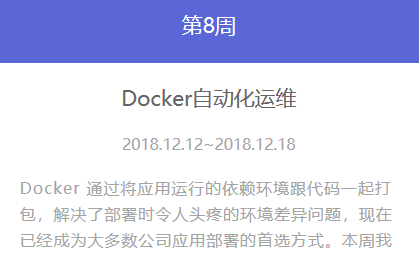 第8周
Docker自动化运维
2018.12.12~2018.12.18
Docker 通过将应用运行的依赖环境跟代码一起打
包，解决了部署时令人头疼的环境差异问题，现在
已经成为大多数公司应用部署的首选方式。本周我